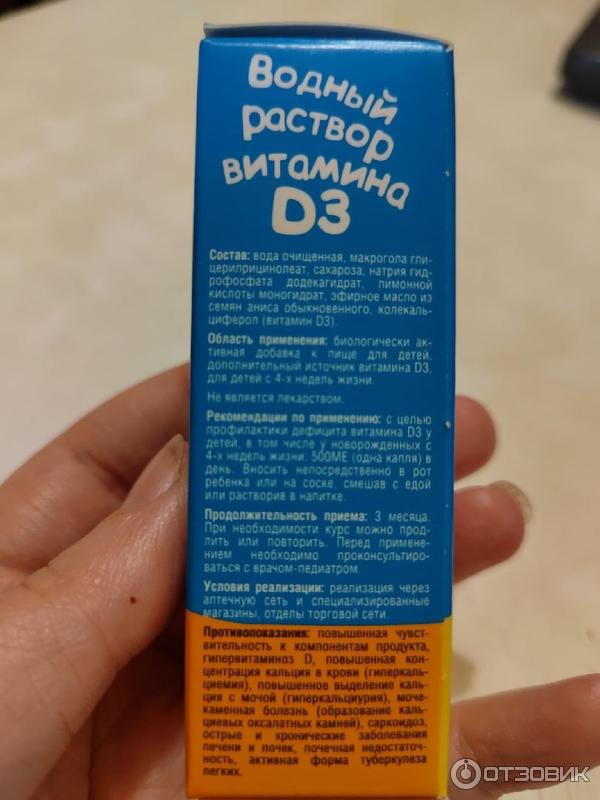 Водный
раствор
витамина
D3
Состав: вода очищенная, макрогола гли-
церилрицинолеат, сахароза, натрия гид-
рофосфата додекагидрат, лимонной
кислоты моногидрат, эфирное масло из
семян аниса обыкновенного, колекаль-
циферол (витамин D3).
Область применения: биологически ак-
тивная добавка к пище для детей,
дополнительный источник витамина D3,
для детей с 4-х недель жизни.
Не является лекарством.
Рекомендации по применению: с целью
профилактики дефицита витамина D3 у
детей, в том числе у новорожденных с
4-х недель жизни: 500МЕ (одна капля) в
день. Вносить непосредственно в рот
ребенка или на соске, смешав с едой
или растворив в напитке.
Продолжительность приема: 3 месяца.
При необходимости курс можно прод-
лить или повторить. Перед примене-
нием необходимо проконсультиро-
ваться с врачом-педиатром.
Условия реализации: реализация через
аптечную сеть и специализированные
магазины, отделы торговой сети.
Противопоказания: повышенная чувст-
вительность к компонентам продукта,
гипервитаминоз D, повышенная кон-
центрация кальция в крови (гиперкаль-
циемия), повышенное выделение каль-
ция с мочой (гиперкальциурия), моче-
каменная болезнь (образование каль-
циевых оксалатных камней), саркоидоз,
острые и хронические заболевания
печени и почек, почечная недостаточ-
ность, активная форма туберкулеза
легких.
ОТЗОВИК